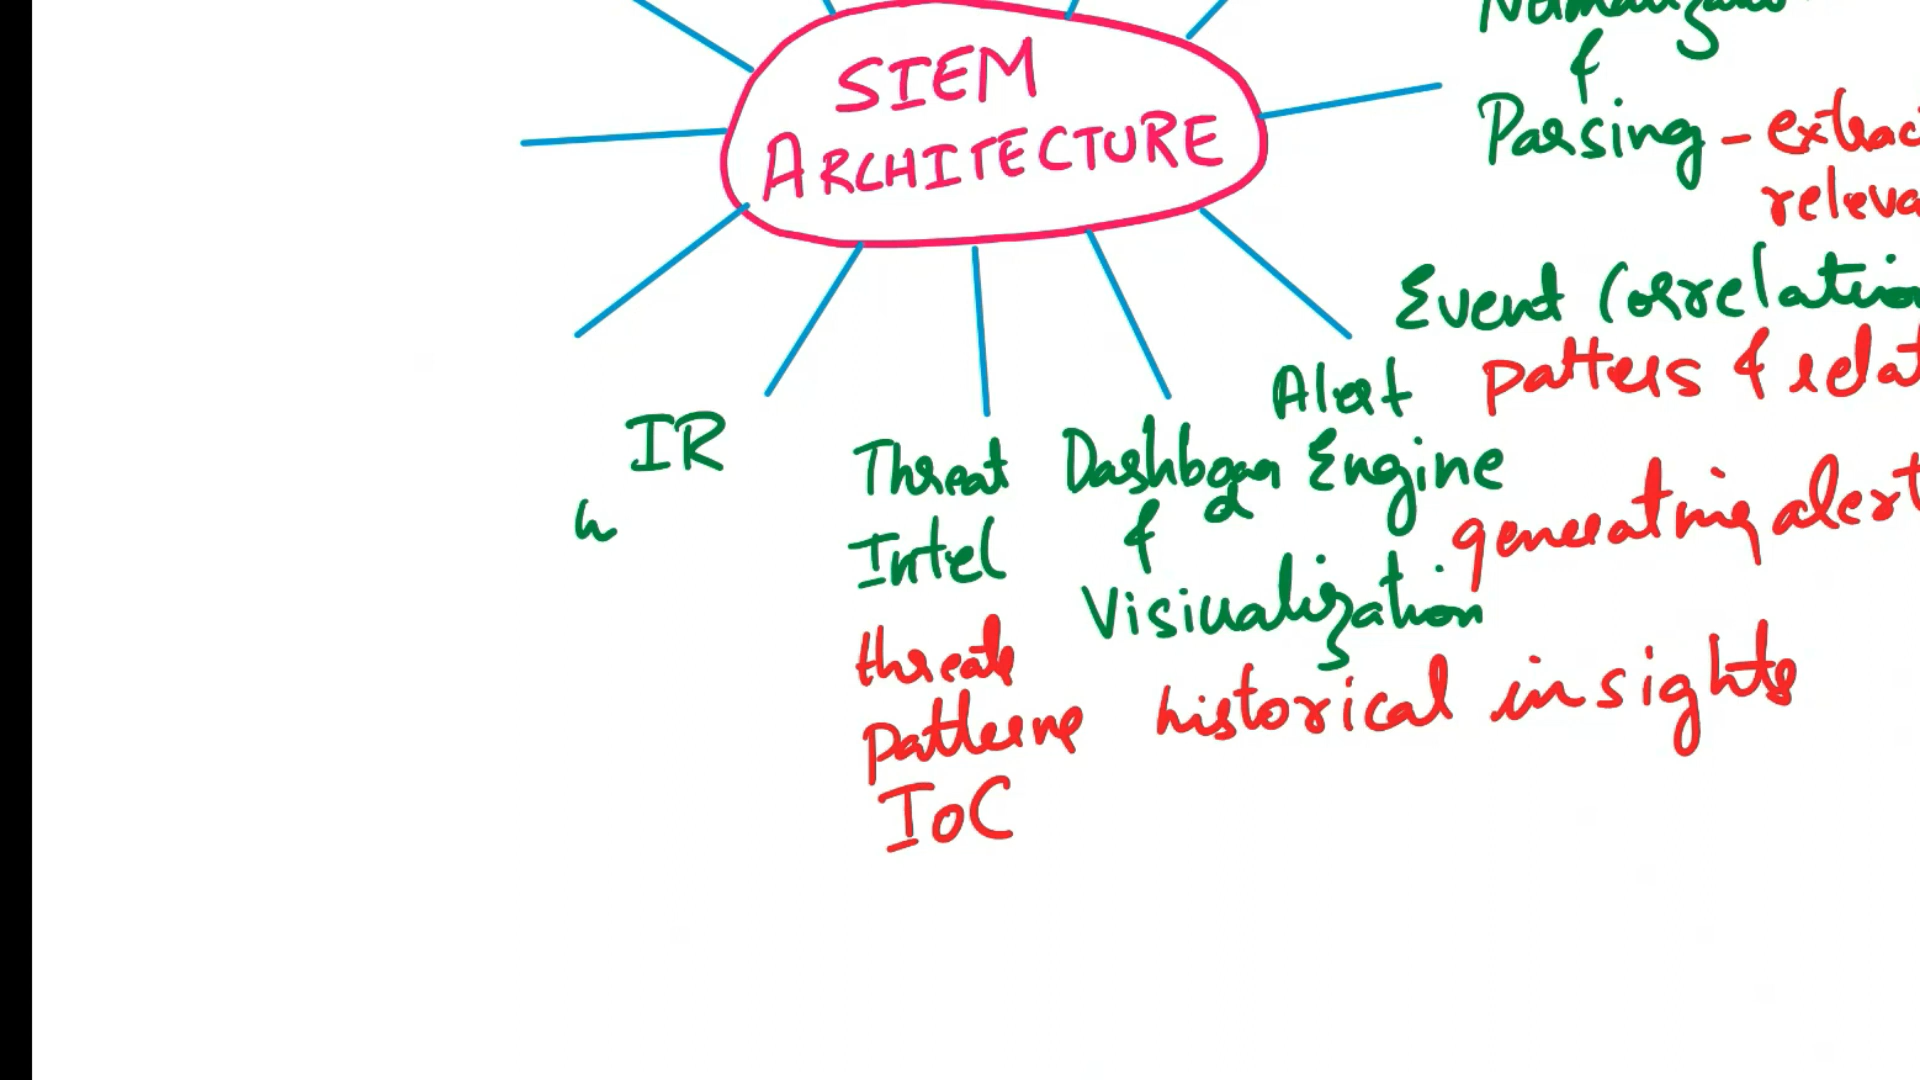 SIEM
ARCHITECTURE
&
Parsing - extrac
releva
Event Correlation
patters & relat
Alert
Engine
generating alert
Dashboard
&
Visiualization
historical insights
Threat
Intel
threats
patterns
IoC
IR
w